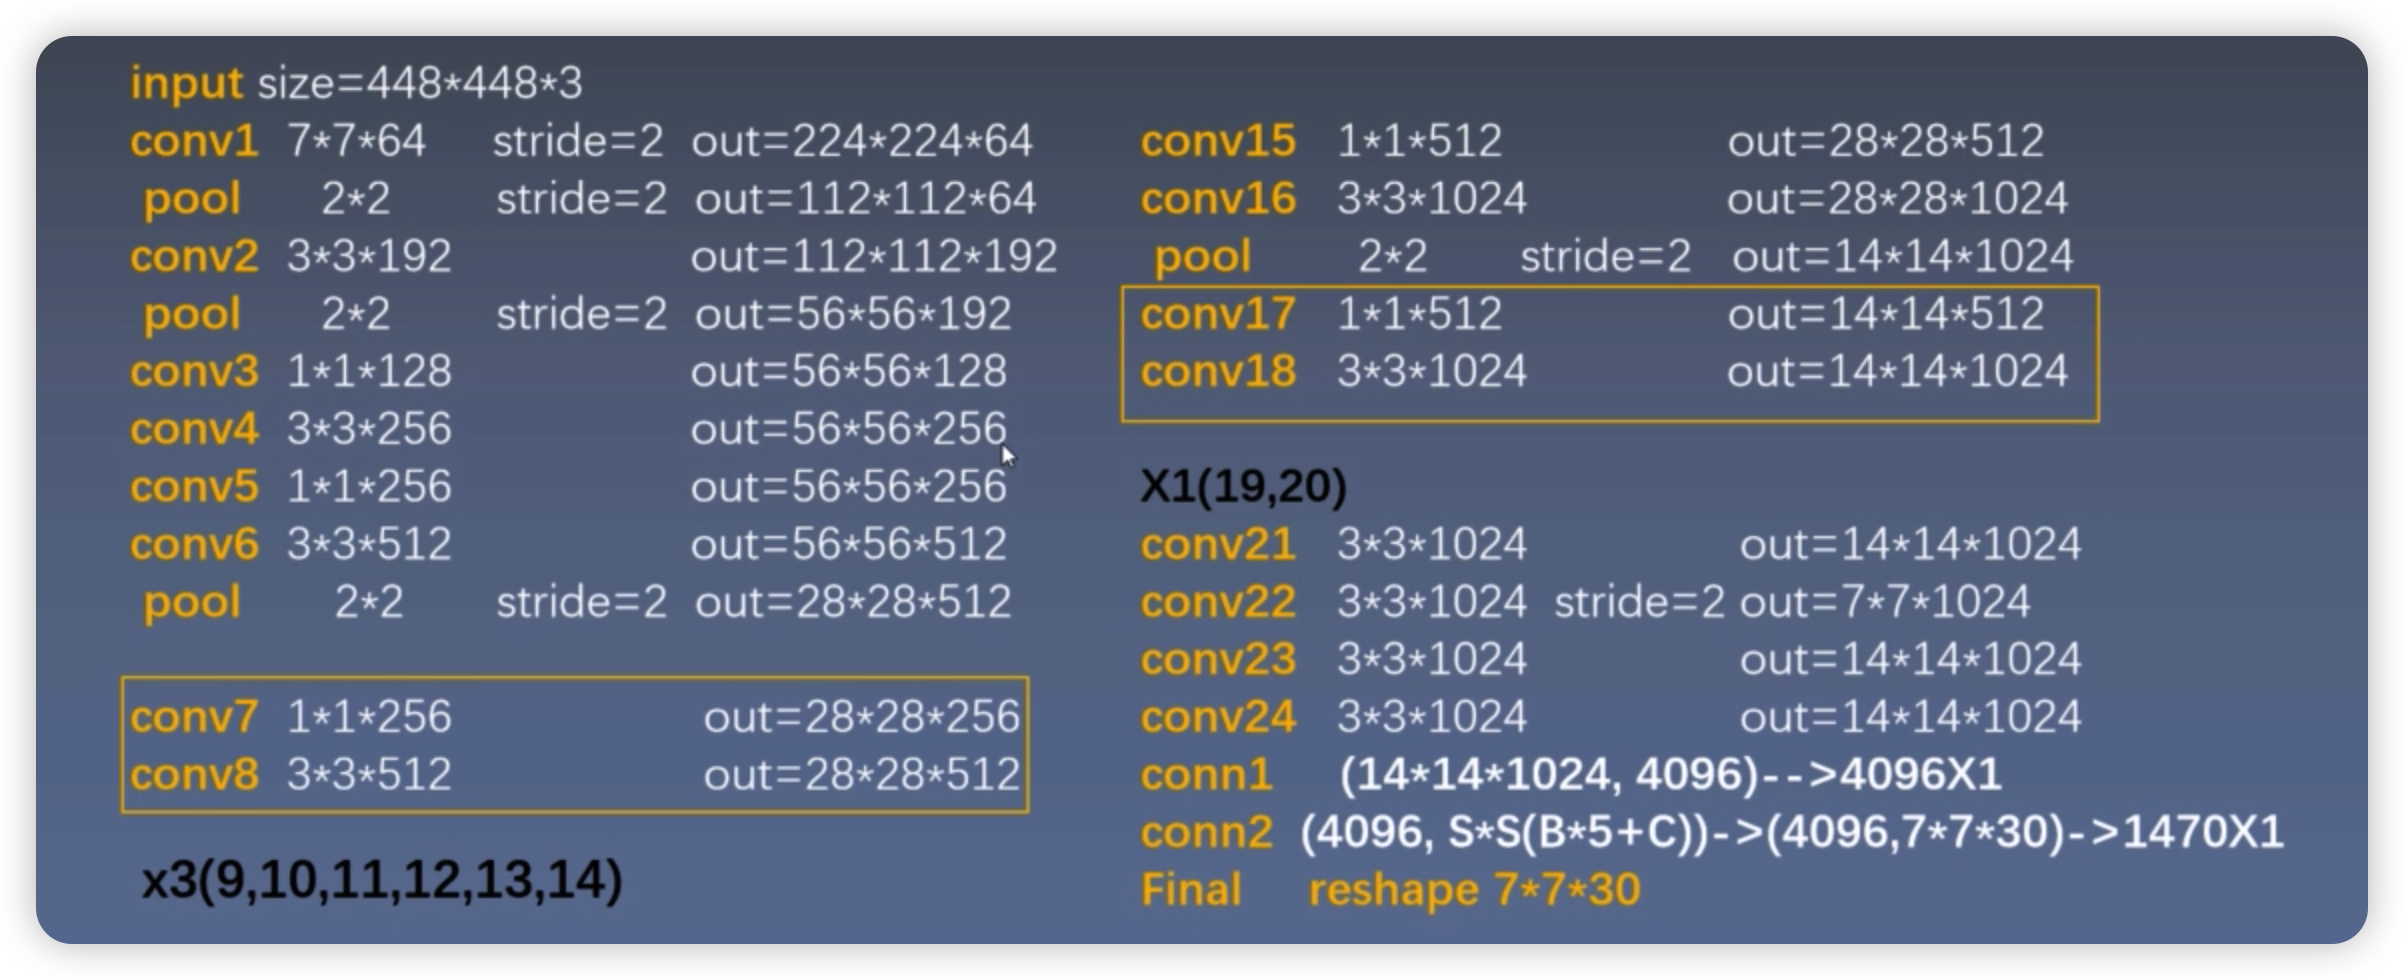 input size=448*448*3
conv1 7*7*64 stride=2 out=224*224*64
pool 2*2 stride=2 out=112*112*64
conv2 3*3*192 out=112*112*192
pool 2*2 stride=2 out=56*56*192
conv3 1*1*128 out=56*56*128
conv4 3*3*256 out=56*56*256
conv5 1*1*256 out=56*56*256
conv6 3*3*512 out=56*56*512
pool 2*2 stride=2 out=28*28*512
conv7 1*1*256 out=28*28*256
conv8 3*3*512 out=28*28*512
x3(9,10,11,12,13,14)
conv15 1*1*512 out=28*28*512
conv16 3*3*1024 out=28*28*1024
pool 2*2 stride=2 out=14*14*1024
conv17 1*1*512 out=14*14*512
conv18 3*3*1024 out=14*14*1024
X1(19,20)
conv21 3*3*1024 out=14*14*1024
conv22 3*3*1024 stride=2 out=7*7*1024
conv23 3*3*1024 out=14*14*1024
conv24 3*3*1024 out=14*14*1024
conn1 (14*14*1024, 4096)-->4096X1
conn2 (4096, S*S(B*5+C))->(4096,7*7*30)->1470X1
Final reshape 7*7*30